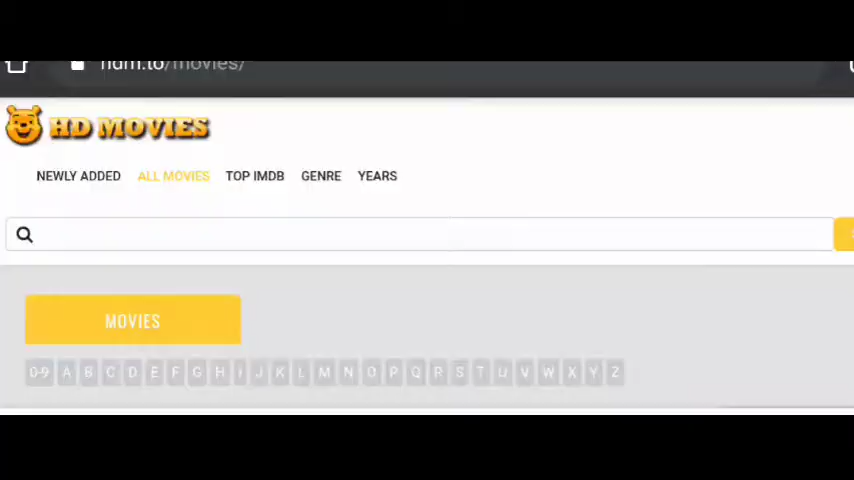 hdm.to/movies/
HD MOVIES
NEWLY ADDED ALL MOVIES TOP IMDB GENRE YEARS
MOVIES
0-9 A B C D E F G H I J K L M N O P Q R S T U V W X Y Z